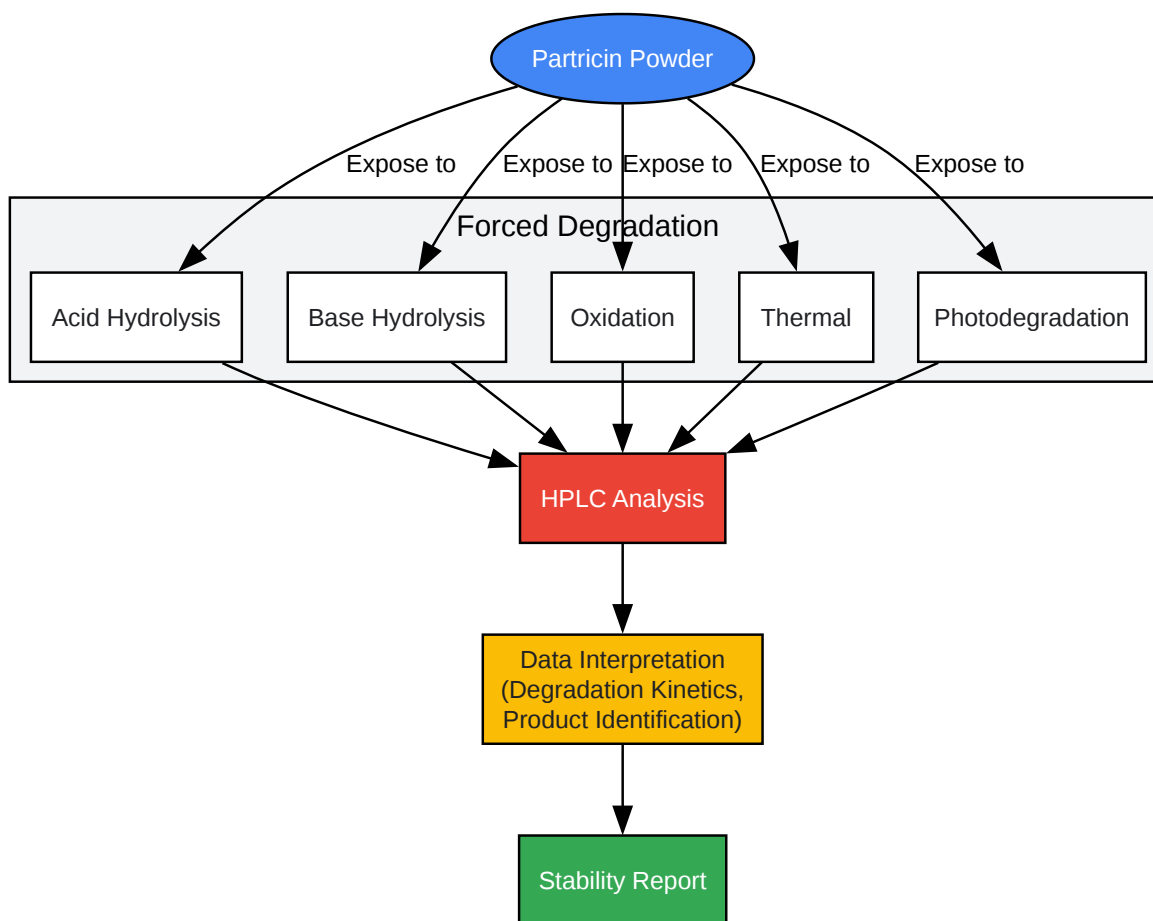 Partricin Powder
Expose to
Expose to
Expose to
Expose to
Expose to
Forced Degradation
Acid Hydrolysis
Base Hydrolysis
Oxidation
Thermal
Photodegradation
HPLC Analysis
Data Interpretation
(Degradation Kinetics,
Product Identification)
Stability Report